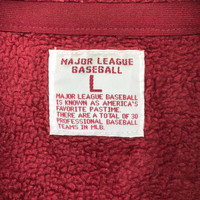 MAJOR LEAGUE
BASEBALL
L
MAJOR LEAGUE BASEBALL
IS KNOWN AS AMERICA'S
FAVORITE PASTIME.
THERE ARE A TOTAL OF 30
PROFESSIONAL BASEBALL
TEAMS IN MLB.